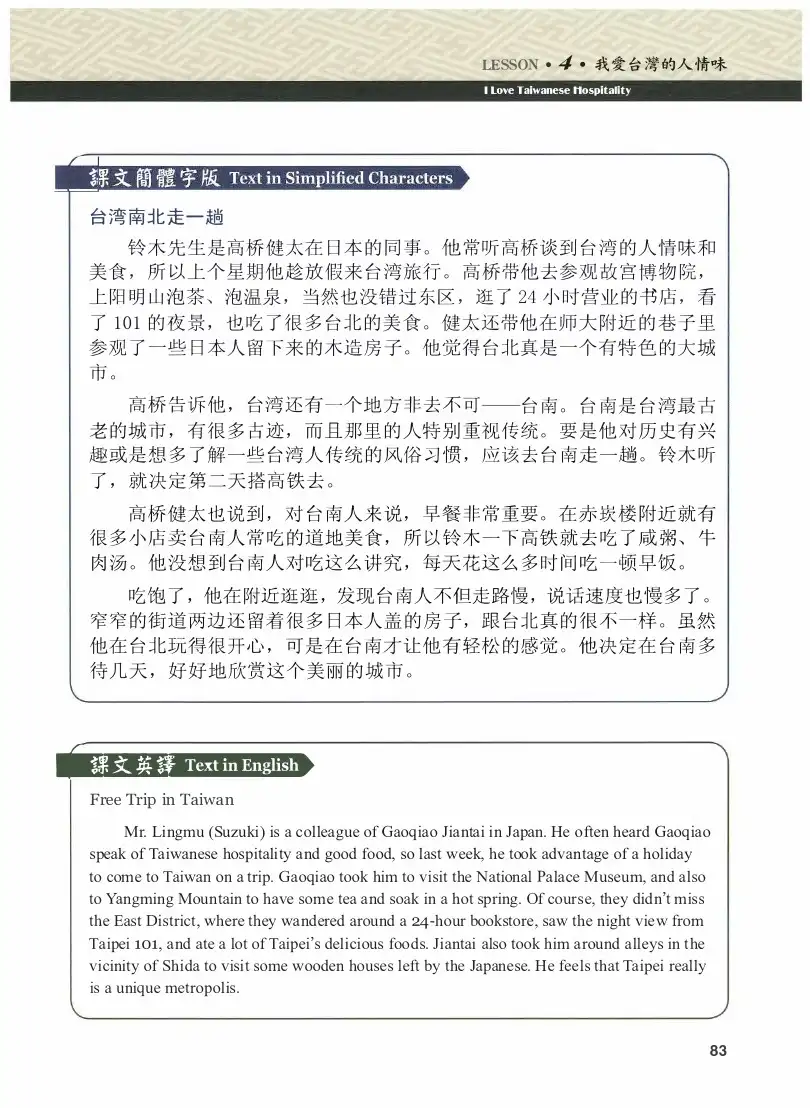 LESSON • 4 • 我愛台灣的人情味
I Love Taiwanese Hospitality
課文簡體字版 Text in Simplified Characters
台湾南北走一趟
铃木先生是高桥健太在日本的同事。他常听高桥谈到台湾的人情味和
美食，所以上个星期他趁放假来台湾旅行。高桥带他去参观故宫博物院，
上阳明山泡茶、泡温泉，当然也没错过东区，逛了 24 小时营业的书店，看
了 101 的夜景，也吃了很多台北的美食。健太还带他在师大附近的巷子里
参观了一些日本人留下来的木造房子。他觉得台北真是一个有特色的大城
市。
高桥告诉他，台湾还有一个地方非去不可——台南。台南是台湾最古
老的城市，有很多古迹，而且那里的人特别重视传统。要是他对历史有兴
趣或是想多了解一些台湾人传统的风俗习惯，应该去台南走一趟。铃木听
了，就决定第二天搭高铁去。
高桥健太也说到，对台南人来说，早餐非常重要。在赤崁楼附近就有
很多小店卖台南人常吃的道地美食，所以铃木一下高铁就去吃了咸粥、牛
肉汤。他没想到台南人对吃这么讲究，每天花这么多时间吃一顿早饭。
吃饱了，他在附近逛逛，发现台南人不但走路慢，说话速度也慢多了。
窄窄的街道两边还留着很多日本人盖的房子，跟台北真的很不一样。虽然
他在台北玩得很开心，可是在台南才让他有轻松的感觉。他决定在台南多
待几天，好好地欣赏这个美丽的城市。
課文英譯 Text in English
Free Trip in Taiwan
Mr. Lingmu (Suzuki) is a colleague of Gaoqiao Jiantai in Japan. He often heard Gaoqiao
speak of Taiwanese hospitality and good food, so last week, he took advantage of a holiday
to come to Taiwan on a trip. Gaoqiao took him to visit the National Palace Museum, and also
to Yangming Mountain to have some tea and soak in a hot spring. Of course, they didn't miss
the East District, where they wandered around a 24-hour bookstore, saw the night view from
Taipei 101, and ate a lot of Taipei's delicious foods. Jiantai also took him around alleys in the
vicinity of Shida to visit some wooden houses left by the Japanese. He feels that Taipei really
is a unique metropolis.
83